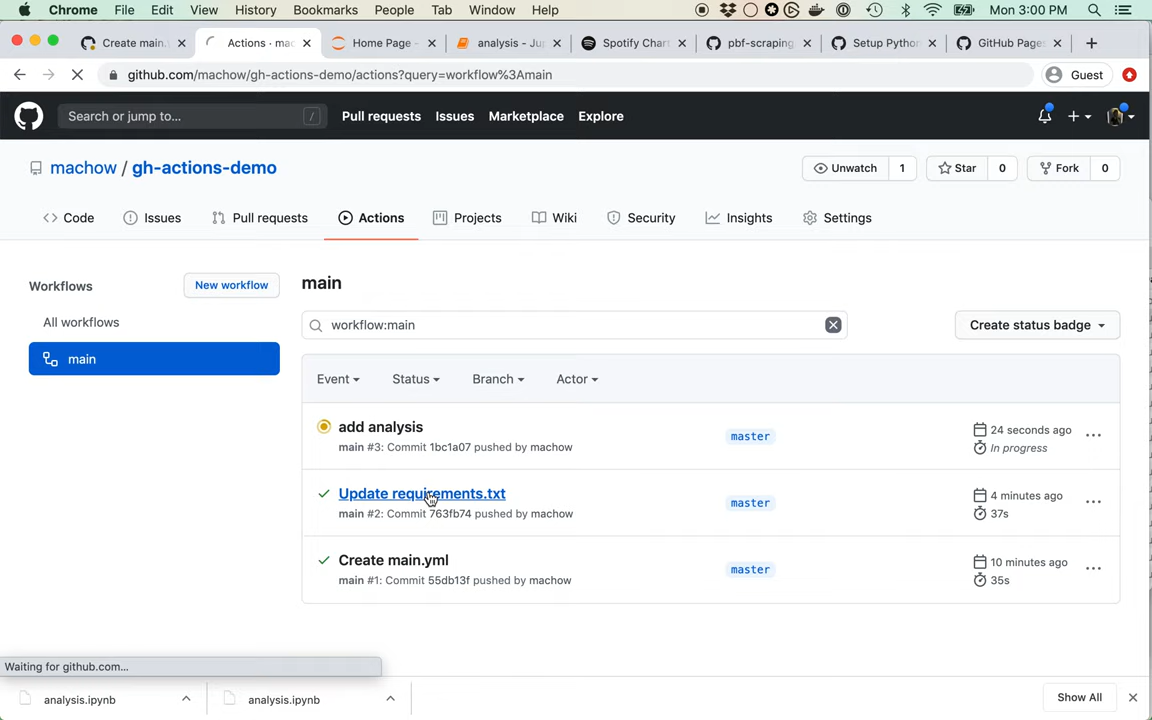 Chrome File Edit View History Bookmarks People Tab Window Help Mon 3:00 PM
Create main. Actions · mac Home Page - analysis - Ju Spotify Char pbf-scraping Setup Python GitHub Page
github.com/machow/gh-actions-demo/actions?query=workflow%3Amain Guest
Search or jump to... / Pull requests Issues Marketplace Explore
machow / gh-actions-demo Unwatch 1 Star 0 Fork 0
Code Issues Pull requests Actions Projects Wiki Security Insights Settings
Workflows New workflow
All workflows
main
main
workflow:main Create status badge
Event Status Branch Actor
add analysis
main #3: Commit 1bc1a07 pushed by machow
master
24 seconds ago
In progress
Update requirements.txt
main #2: Commit 763fb74 pushed by machow
master
4 minutes ago
37s
Create main.yml
main #1: Commit 55db13f pushed by machow
master
10 minutes ago
35s
Waiting for github.com...
analysis.ipynb analysis.ipynb Show All